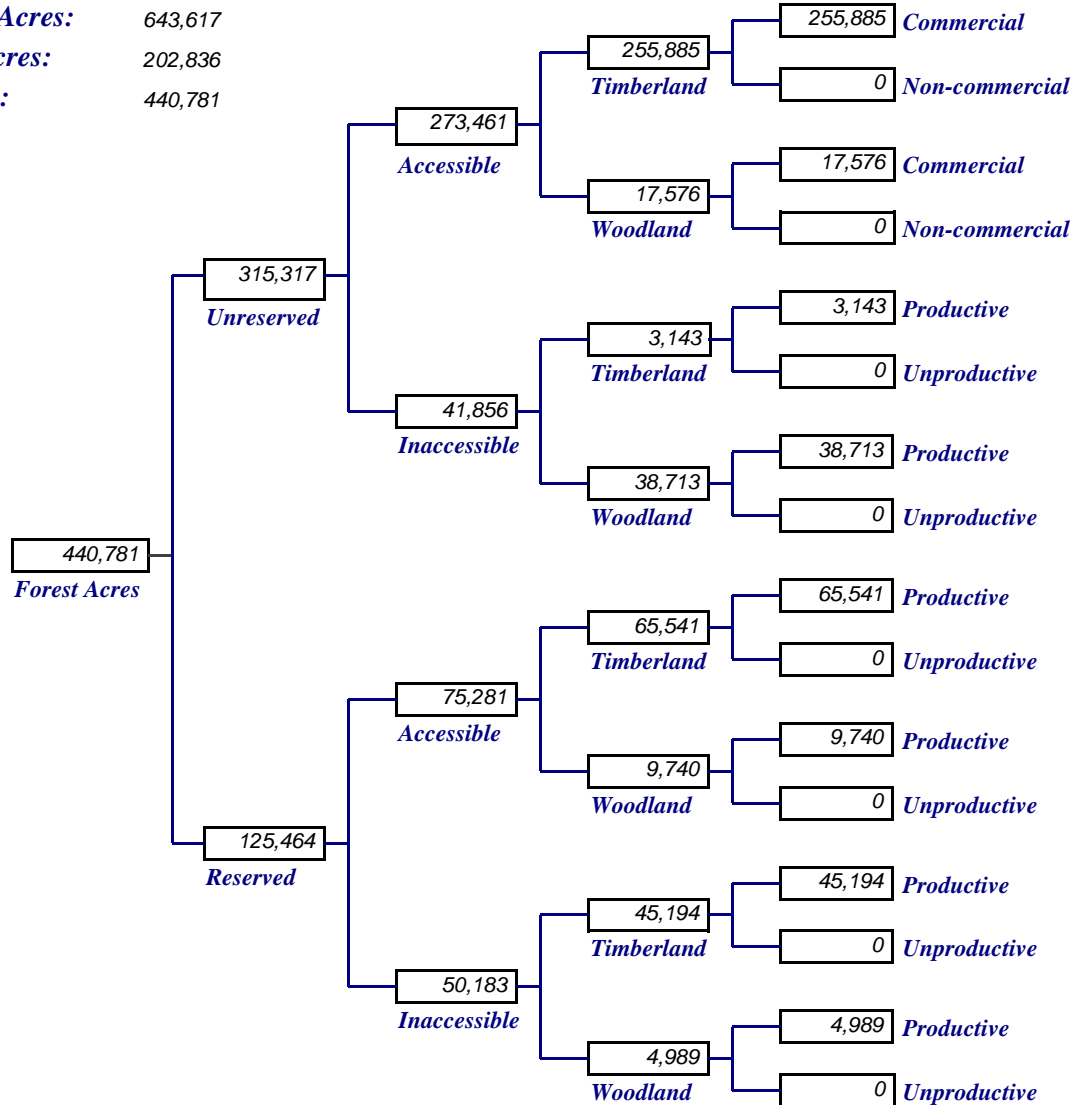 Acres: 643,617
cres: 202,836
: 440,781
255,885 Commercial
255,885
Timberland
0 Non-commercial
273,461
Accessible
17,576 Commercial
17,576
Woodland
0 Non-commercial
315,317
Unreserved
3,143 Productive
3,143
Timberland
0 Unproductive
41,856
Inaccessible
38,713 Productive
38,713
Woodland
0 Unproductive
440,781
Forest Acres
65,541 Productive
65,541
Timberland
0 Unproductive
75,281
Accessible
9,740 Productive
9,740
Woodland
0 Unproductive
125,464
Reserved
45,194 Productive
45,194
Timberland
0 Unproductive
50,183
Inaccessible
4,989 Productive
4,989
Woodland
0 Unproductive